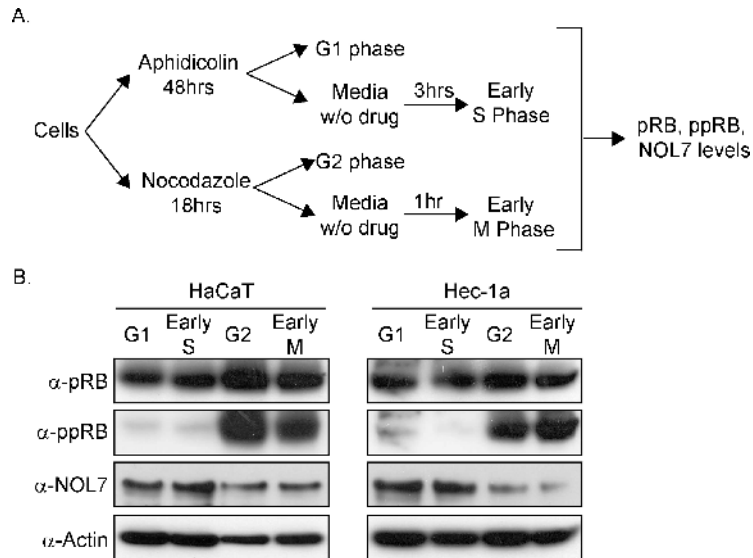 A.
Cells
Aphidicolin
48hrs
G1 phase
Media
w/o drug
3hrs
Early
S Phase
Nocodazole
18hrs
G2 phase
Media
w/o drug
1hr
Early
M Phase
pRB, ppRB,
NOL7 levels
B.
HaCaT
Hec-1a
G1 Early S G2 Early M
G1 Early S G2 Early M
α-pRB
α-ppRB
α-NOL7
α-Actin